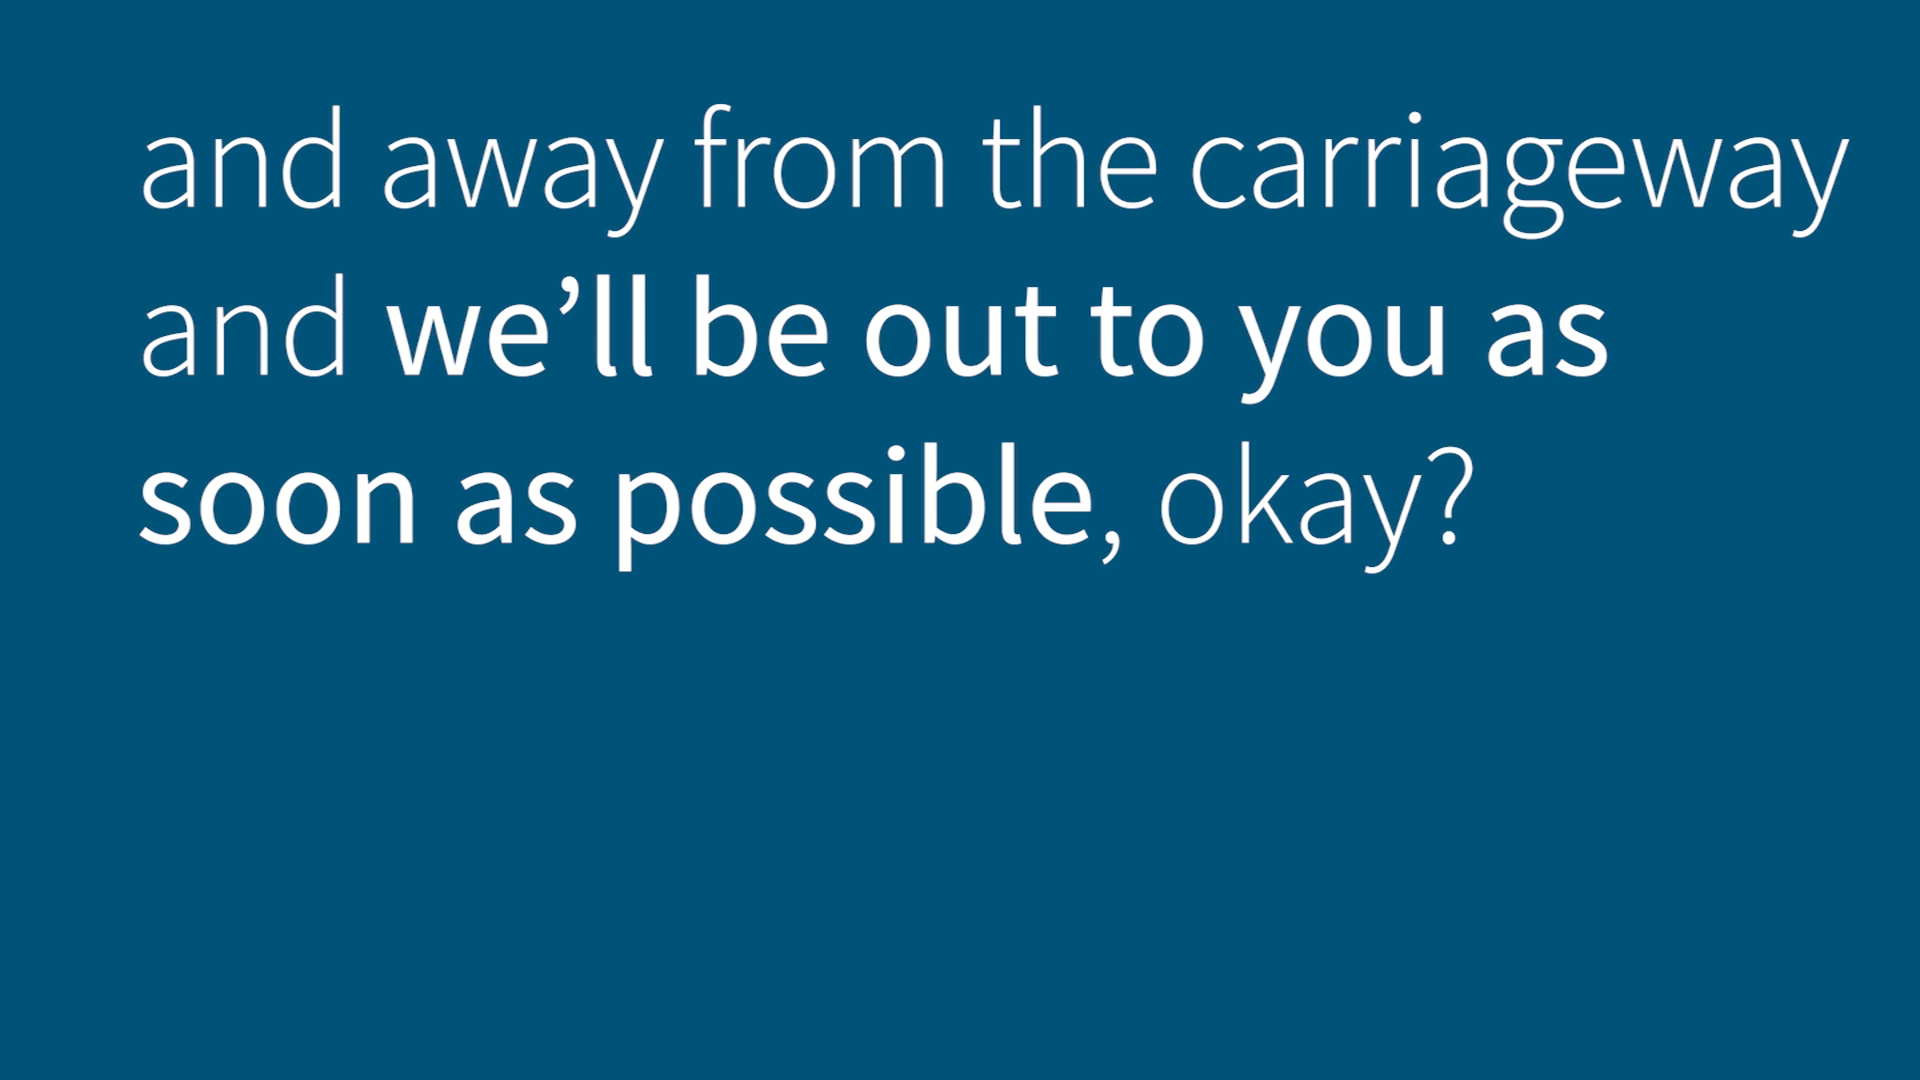 and away from the carriageway
and we’ll be out to you as
soon as possible, okay?